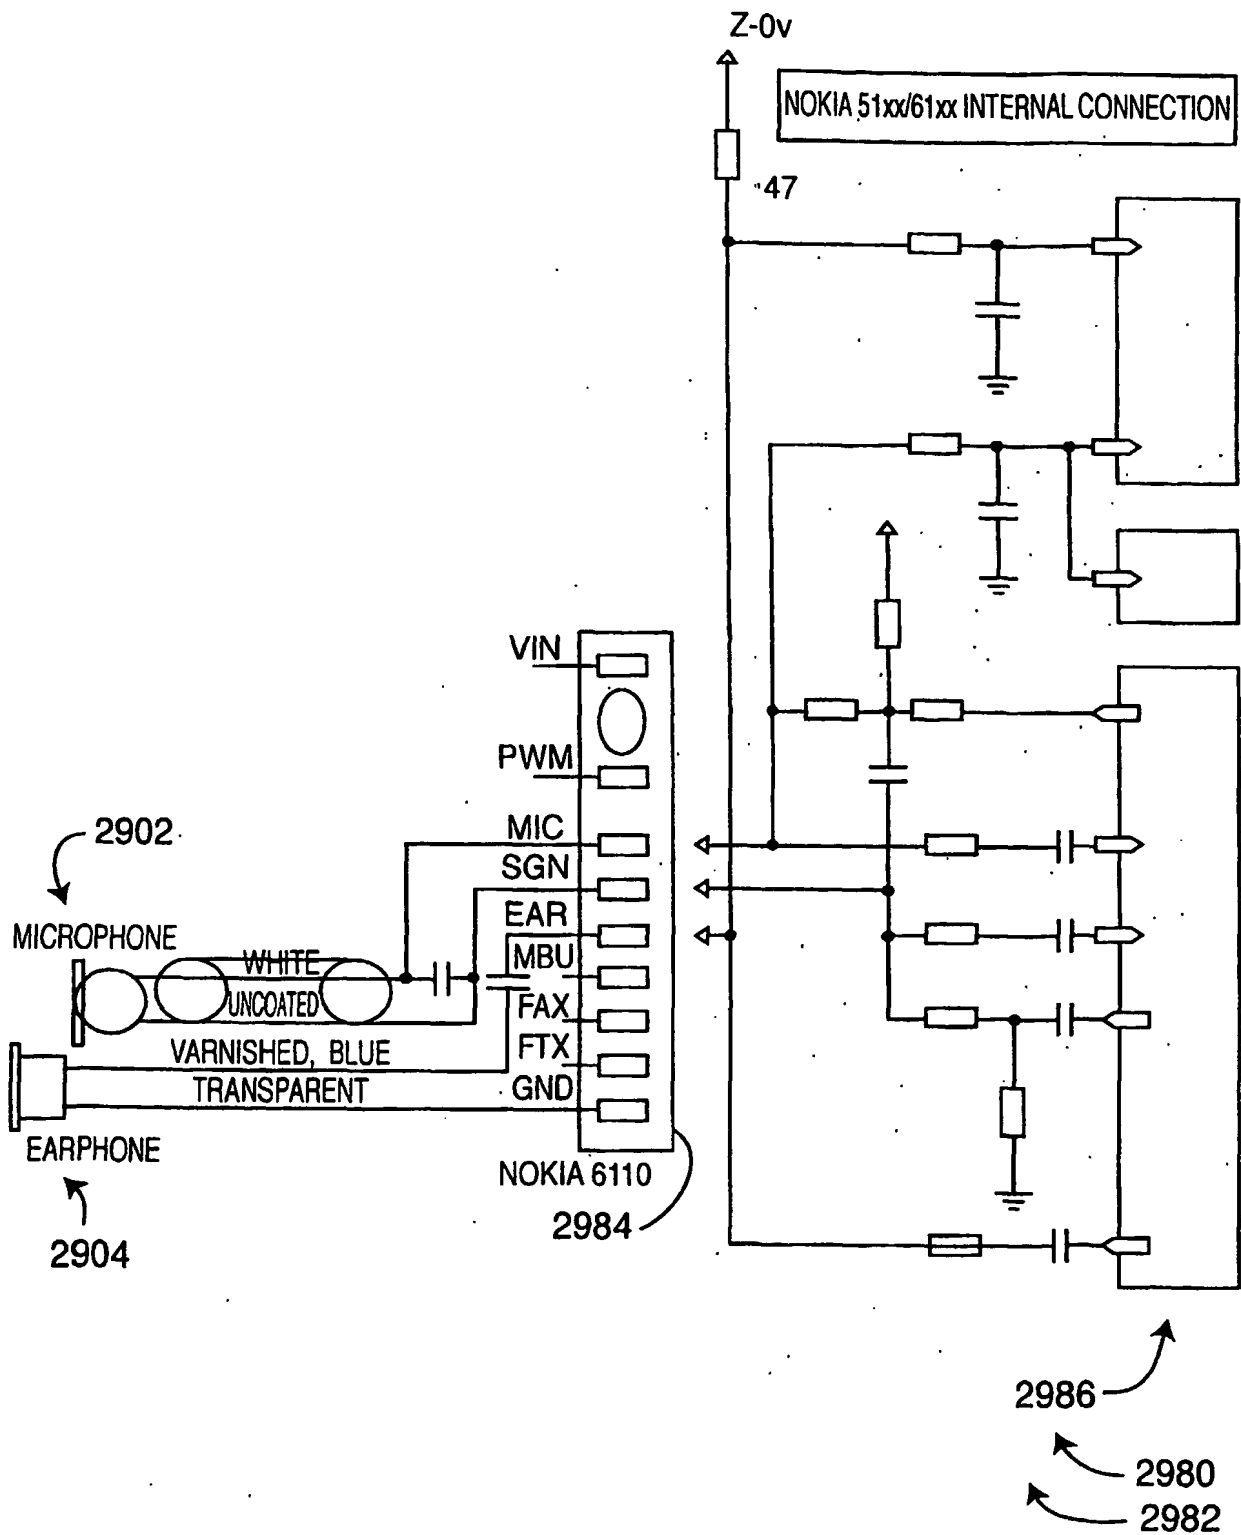 Z-0v
NOKIA 51xx/61xx INTERNAL CONNECTION
47
VIN
PWM
MIC
SGN
EAR
MBU
FAX
FTX
GND
2902
MICROPHONE
WHITE
UNCOATED
VARNISHED, BLUE
TRANSPARENT
EARPHONE
2904
NOKIA 6110
2984
2986
2980
2982